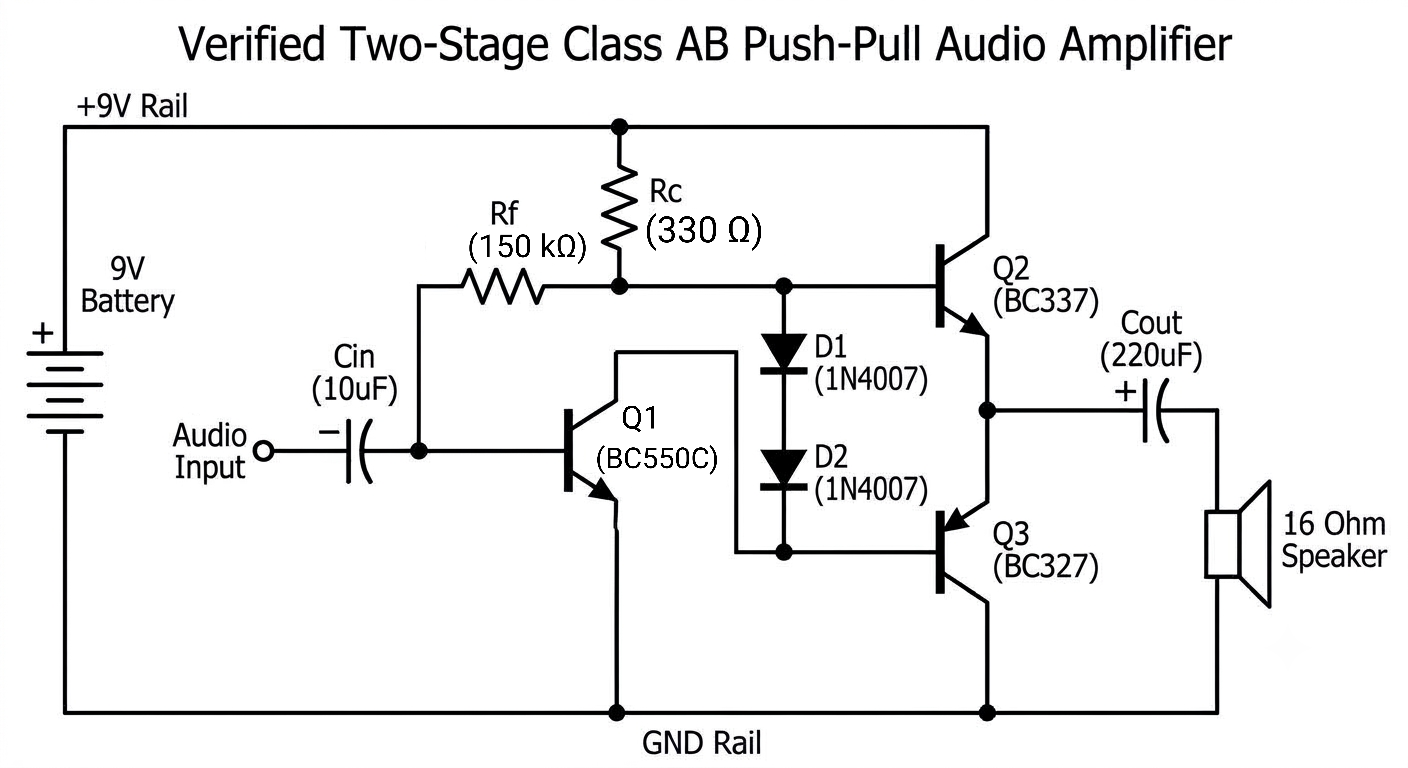 Verified Two-Stage Class AB Push-Pull Audio Amplifier
+9V Rail
Rc
(330 Ω)
Rf
(150 kΩ)
9V
Battery
+
Q2
(BC337)
Cout
(220uF)
+
D1
(1N4007)
Cin
(10uF)
−
Q1
(BC550C)
Audio
Input
D2
(1N4007)
Q3
(BC327)
16 Ohm
Speaker
GND Rail